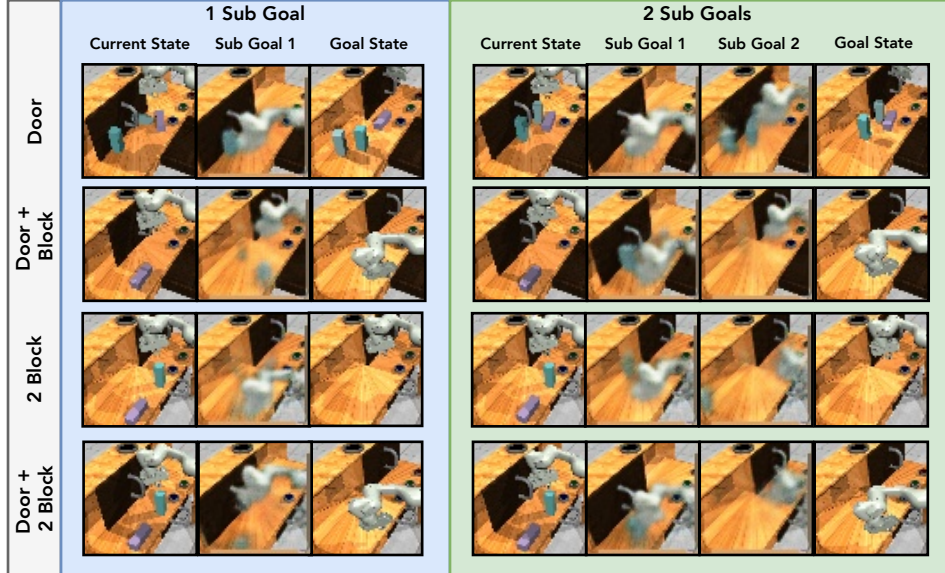 1 Sub Goal
2 Sub Goals
Current State
Sub Goal 1
Goal State
Current State
Sub Goal 1
Sub Goal 2
Goal State
Door
Door +
Block
2 Block
Door +
2 Block